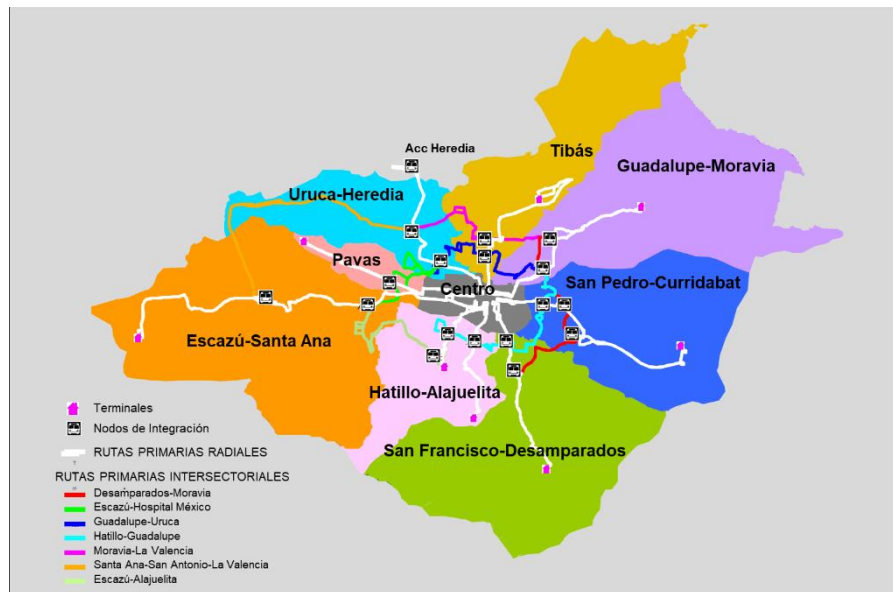 Acc Heredia
Tibás
Guadalupe-Moravia
Uruca-Heredia
Pavas
Centro
San Pedro-Curridabat
Escazú-Santa Ana
Hatillo-Alajuelita
San Francisco-Desamparados
Terminales
Nodos de Integración
RUTAS PRIMARIAS RADIALES
RUTAS PRIMARIAS INTERSECTORIALES
Desamparados-Moravia
Escazú-Hospital México
Guadalupe-Uruca
Hatillo-Guadalupe
Moravia-La Valencia
Santa Ana-San Antonio-La Valencia
Escazú-Alajuelita